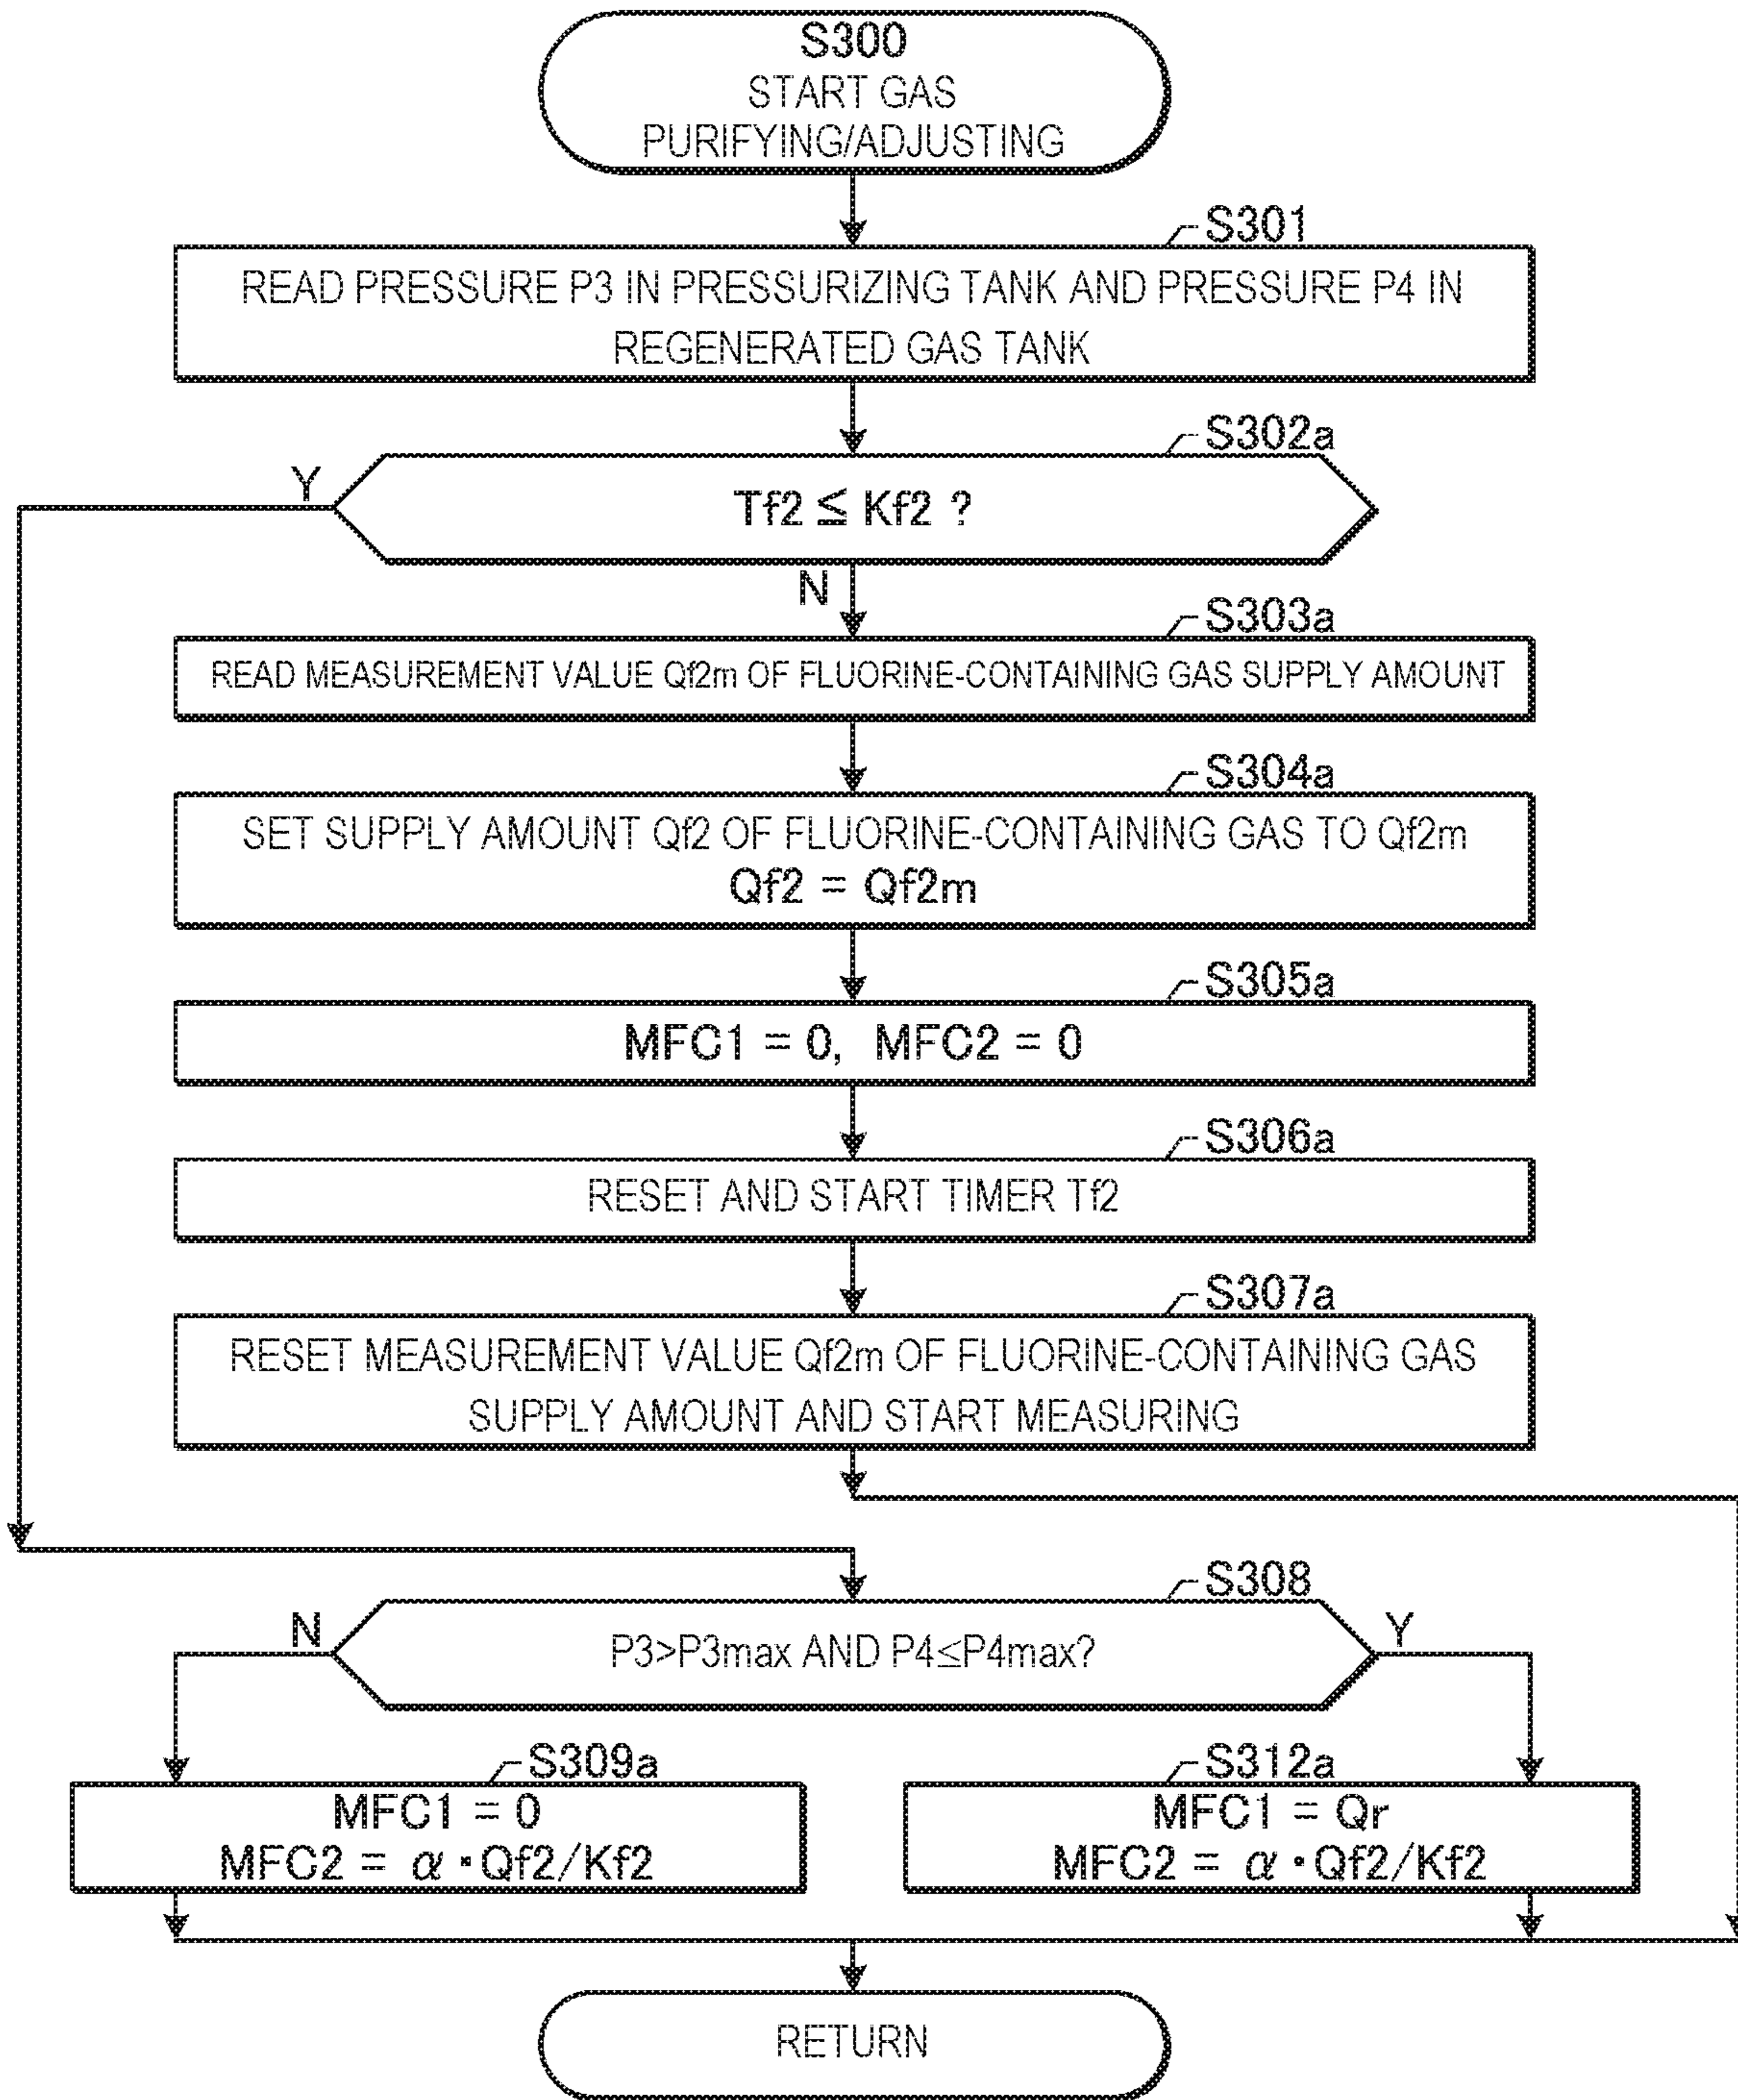 S300
START GAS
PURIFYING/ADJUSTING
S301
READ PRESSURE P3 IN PRESSURIZING TANK AND PRESSURE P4 IN
REGENERATED GAS TANK
S302a
Y
Tf2 ≦ Kf2 ?
N
S303a
READ MEASUREMENT VALUE Qf2m OF FLUORINE-CONTAINING GAS SUPPLY AMOUNT
S304a
SET SUPPLY AMOUNT Qf2 OF FLUORINE-CONTAINING GAS TO Qf2m
Qf2 = Qf2m
S305a
MFC1 = 0, MFC2 = 0
S306a
RESET AND START TIMER Tf2
S307a
RESET MEASUREMENT VALUE Qf2m OF FLUORINE-CONTAINING GAS
SUPPLY AMOUNT AND START MEASURING
S308
N
P3>P3max AND P4≤P4max?
Y
S309a
MFC1 = 0
MFC2 = α・Qf2/Kf2
S312a
MFC1 = Qr
MFC2 = α・Qf2/Kf2
RETURN